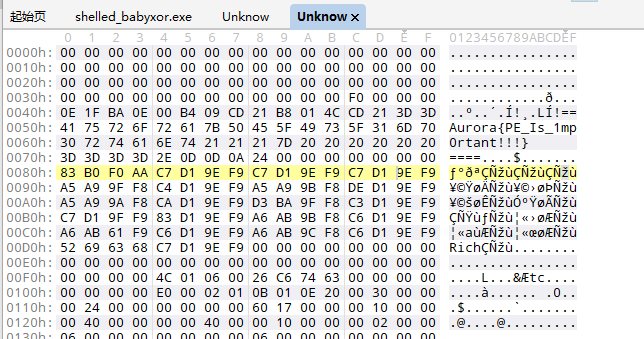 起始页 shelled_babyxor.exe Unknow Unknow ×
0 1 2 3 4 5 6 7 8 9 A B C D E F 0123456789ABCDEF
0000h: 00 00 00 00 00 00 00 00 00 00 00 00 00 00 00 00 ................
0010h: 00 00 00 00 00 00 00 00 00 00 00 00 00 00 00 00 ................
0020h: 00 00 00 00 00 00 00 00 00 00 00 00 00 00 00 00 ................
0030h: 00 00 00 00 00 00 00 00 00 00 00 00 F0 00 00 00 ............ð...
0040h: 0E 1F BA 0E 00 B4 09 CD 21 B8 01 4C CD 21 3D 3D ..º..´.Í!¸.LÍ!==
0050h: 41 75 72 6F 72 61 7B 50 45 5F 49 73 5F 31 6D 70 Aurora{PE_Is_1mp
0060h: 30 72 74 61 6E 74 21 21 21 7D 20 20 20 20 20 20 0rtant!!!}
0070h: 3D 3D 3D 3D 2E 0D 0D 0A 24 00 00 00 00 00 00 00 ====....$.......
0080h: 83 B0 F0 AA C7 D1 9E F9 C7 D1 9E F9 C7 D1 9E F9 ƒ°ðªÇÑžùÇÑžùÇÑžù
0090h: A5 A9 9F F8 C4 D1 9E F9 A5 A9 9B F8 DE D1 9E F9 ¥©ŸøÄÑžù¥©›øÞÑžù
00A0h: A5 A9 9A F8 CA D1 9E F9 D3 BA 9F F8 C3 D1 9E F9 ¥©šøÊÑžùÓºŸøÃÑžù
00B0h: C7 D1 9F F9 83 D1 9E F9 A6 AB 9B F8 C6 D1 9E F9 ÇÑŸùƒÑžù¦«›øÆÑžù
00C0h: A6 AB 61 F9 C6 D1 9E F9 A6 AB 9C F8 C6 D1 9E F9 ¦«aùÆÑžù¦«œøÆÑžù
00D0h: 52 69 63 68 C7 D1 9E F9 00 00 00 00 00 00 00 00 RichÇÑžù........
00E0h: 00 00 00 00 00 00 00 00 00 00 00 00 00 00 00 00 ................
00F0h: 00 00 00 00 4C 01 06 00 26 C6 74 63 00 00 00 00 ....L...&Ætc....
0100h: 00 00 00 00 E0 00 02 01 0B 01 0E 20 00 30 00 00 ....à...... .0..
0110h: 00 24 00 00 00 00 00 00 60 17 00 00 00 10 00 00 .$......`.......
0120h: 00 40 00 00 00 00 40 00 00 10 00 00 00 02 00 00 .@....@.........